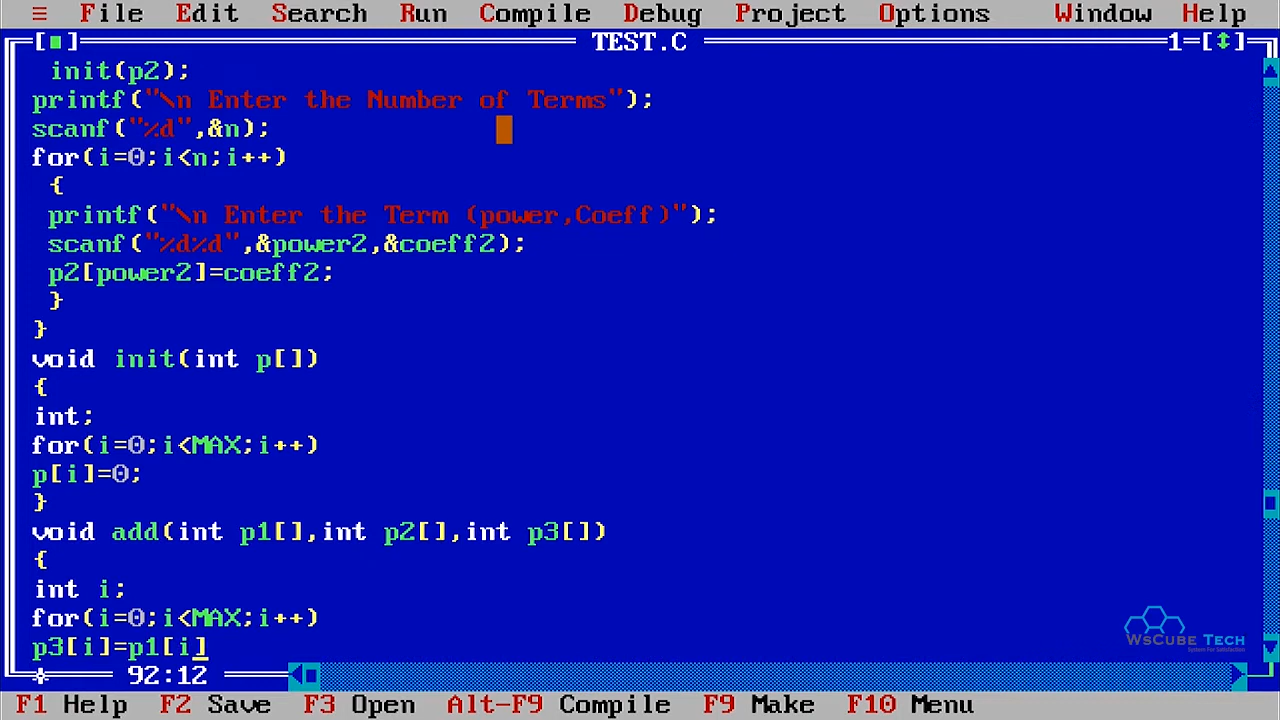 ≡ File Edit Search Run Compile Debug Project Options Window Help
[■] TEST.C 1=[↕]
init(p2);
printf("\n Enter the Number of Terms");
scanf("%d",&n);
for(i=0;i<n;i++)
{
printf("\n Enter the Term (power,Coeff)");
scanf("%d%d",&power2,&coeff2);
p2[power2]=coeff2;
}
}
void init(int p[])
{
int;
for(i=0;i<MAX;i++)
p[i]=0;
}
void add(int p1[],int p2[],int p3[])
{
int i;
for(i=0;i<MAX;i++)
p3[i]=p1[i]
WsCube Tech
System For Satisfaction
92:12
F1 Help F2 Save F3 Open Alt-F9 Compile F9 Make F10 Menu